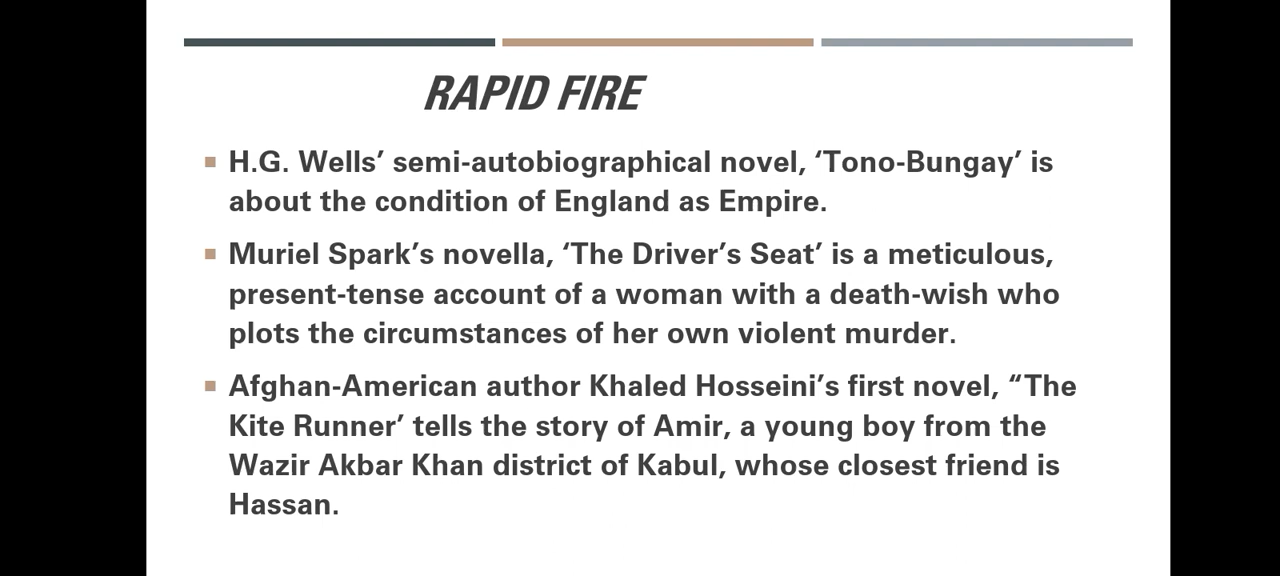 RAPID FIRE
H.G. Wells’ semi-autobiographical novel, ‘Tono-Bungay’ is
about the condition of England as Empire.
Muriel Spark’s novella, ‘The Driver’s Seat’ is a meticulous,
present-tense account of a woman with a death-wish who
plots the circumstances of her own violent murder.
Afghan-American author Khaled Hosseini’s first novel, “The
Kite Runner’ tells the story of Amir, a young boy from the
Wazir Akbar Khan district of Kabul, whose closest friend is
Hassan.